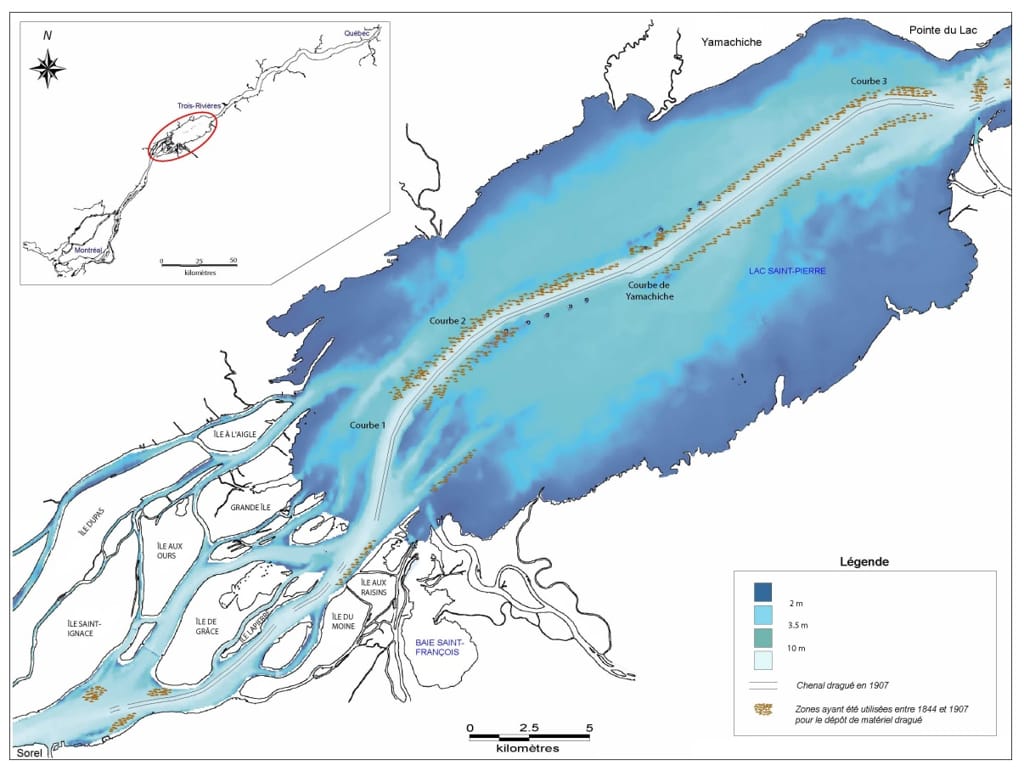 N
Québec
Trois-Rivières
Montréal
0 25 50
kilomètres
Yamachiche
Pointe du Lac
Courbe 3
LAC SAINT-PIERRE
Courbe de
Yamachiche
Courbe 2
Courbe 1
ÎLE À L'AIGLE
GRANDE ÎLE
ÎLE DUPAS
ÎLE AUX
OURS
ÎLE AUX
RAISINS
ÎLE SAINT-
IGNACE
ÎLE DE
GRÂCE
ÎLE LAPIERRE
ÎLE DU
MOINE
BAIE SAINT-
FRANÇOIS
Sorel
0 2.5 5
kilomètres
Légende
2 m
3.5 m
10 m
Chenal dragué en 1907
Zones ayant été utilisées entre 1844 et 1907
pour le dépôt de matériel dragué